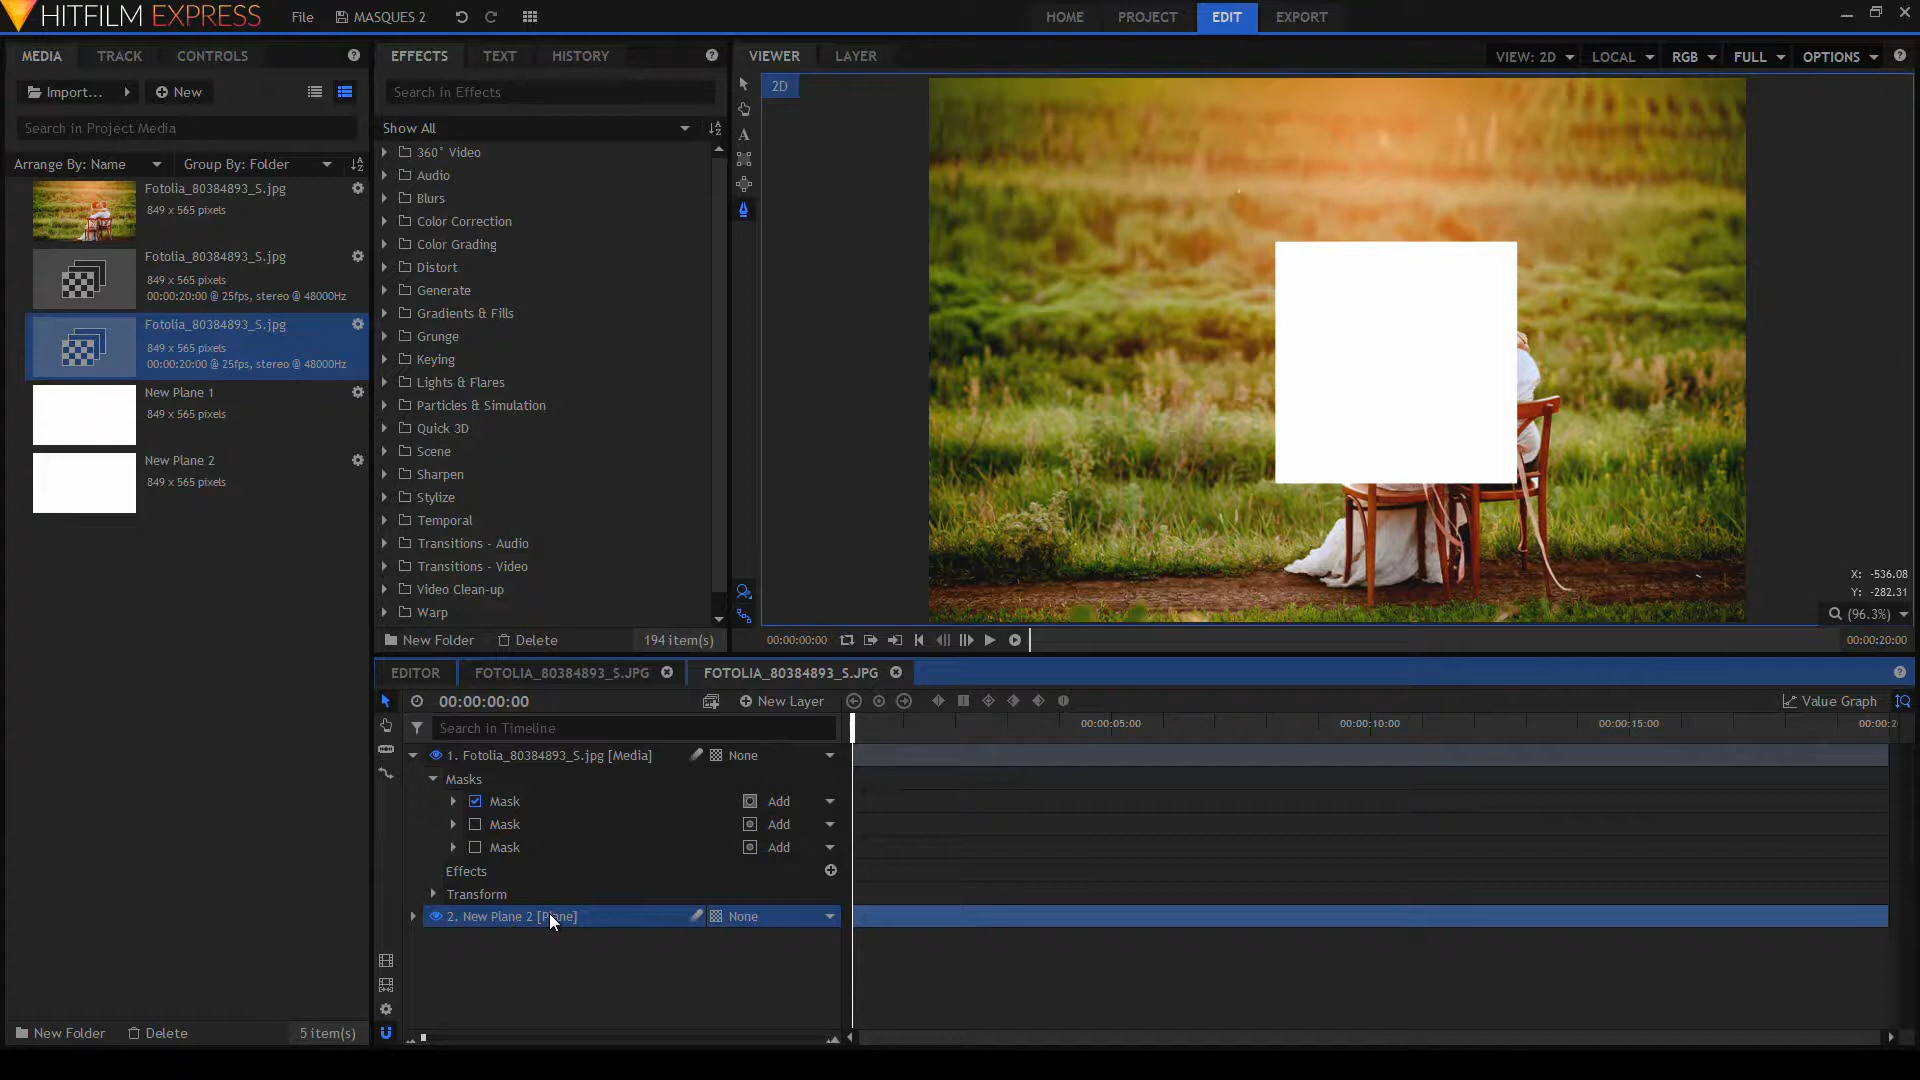 HITFILM EXPRESS
File
MASQUES 2
HOME
PROJECT
EDIT
EXPORT
MEDIA
TRACK
CONTROLS
Import...
New
Search in Project Media
Arrange By: Name
Group By: Folder
Fotolia_80384893_S.jpg
849 x 565 pixels
Fotolia_80384893_S.jpg
849 x 565 pixels
00:00:20:00 @ 25fps, stereo @ 48000Hz
Fotolia_80384893_S.jpg
849 x 565 pixels
00:00:20:00 @ 25fps, stereo @ 48000Hz
New Plane 1
849 x 565 pixels
New Plane 2
849 x 565 pixels
New Folder
Delete
5 item(s)
EFFECTS
TEXT
HISTORY
Search in Effects
Show All
360° Video
Audio
Blurs
Color Correction
Color Grading
Distort
Generate
Gradients & Fills
Grunge
Keying
Lights & Flares
Particles & Simulation
Quick 3D
Scene
Sharpen
Stylize
Temporal
Transitions - Audio
Transitions - Video
Video Clean-up
Warp
New Folder
Delete
194 item(s)
VIEWER
LAYER
VIEW: 2D
LOCAL
RGB
FULL
OPTIONS
2D
X: -536.08
Y: -282.31
(96.3%)
00:00:00:00
00:00:20:00
EDITOR
FOTOLIA_80384893_S.JPG
FOTOLIA_80384893_S.JPG
00:00:00:00
New Layer
Value Graph
Search in Timeline
00:00:05:00
00:00:10:00
00:00:15:00
00:00:2
1. Fotolia_80384893_S.jpg [Media]
None
Masks
Mask
Add
Mask
Add
Mask
Add
Effects
Transform
2. New Plane 2 [Plane]
None